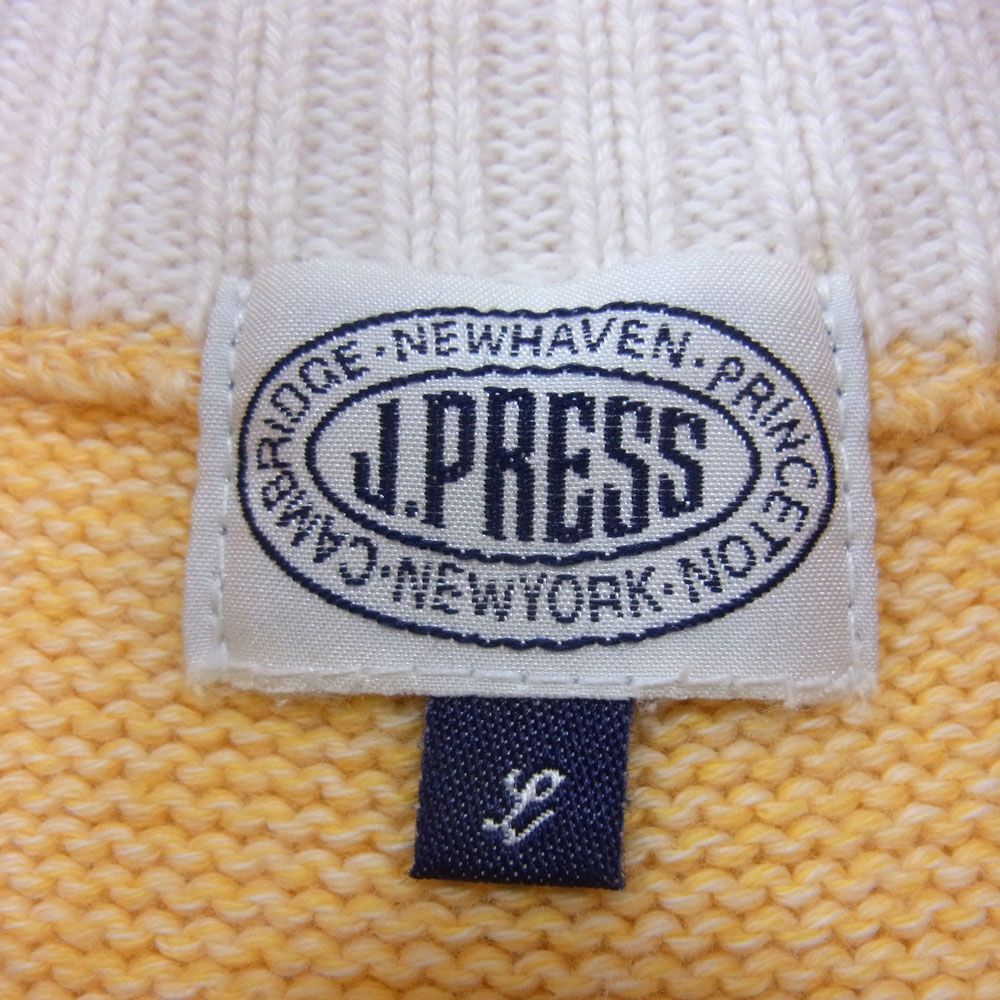 CAMBRIDGE · NEWHAVEN · PRINCETON · NEWYORK ·
J.PRESS
L